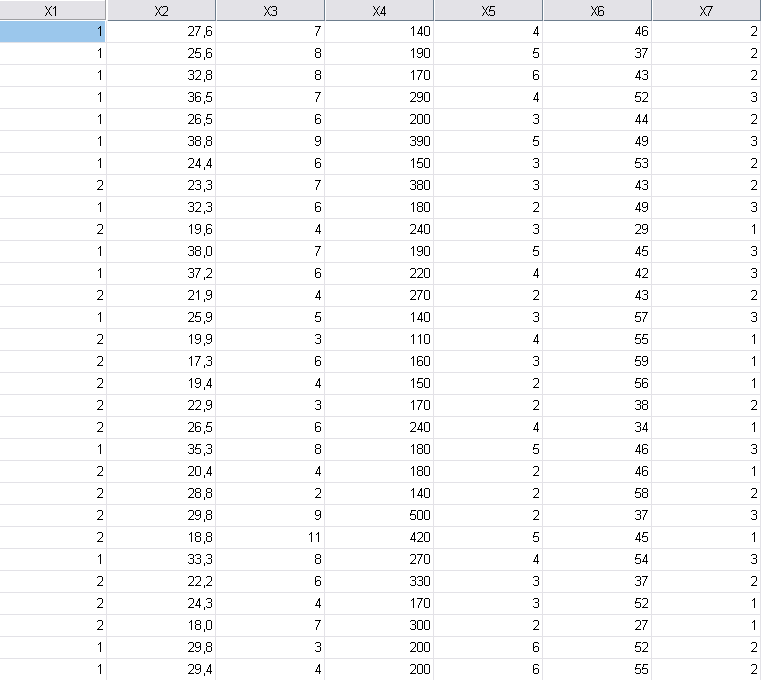 X1 X2 X3 X4 X5 X6 X7
1 27,6 7 140 4 46 2
1 25,6 8 190 5 37 2
1 32,8 8 170 6 43 2
1 36,5 7 290 4 52 3
1 26,5 6 200 3 44 2
1 38,8 9 390 5 49 3
1 24,4 6 150 3 53 2
2 23,3 7 380 3 43 2
1 32,3 6 180 2 49 3
2 19,6 4 240 3 29 1
1 38,0 7 190 5 45 3
1 37,2 6 220 4 42 3
2 21,9 4 270 2 43 2
1 25,9 5 140 3 57 3
2 19,9 3 110 4 55 1
2 17,3 6 160 3 59 1
2 19,4 4 150 2 56 1
2 22,9 3 170 2 38 2
2 26,5 6 240 4 34 1
1 35,3 8 180 5 46 3
2 20,4 4 180 2 46 1
2 28,8 2 140 2 58 2
2 29,8 9 500 2 37 3
2 18,8 11 420 5 45 1
1 33,3 8 270 4 54 3
2 22,2 6 330 3 37 2
2 24,3 4 170 3 52 1
2 18,0 7 300 2 27 1
1 29,8 3 200 6 52 2
1 29,4 4 200 6 55 2